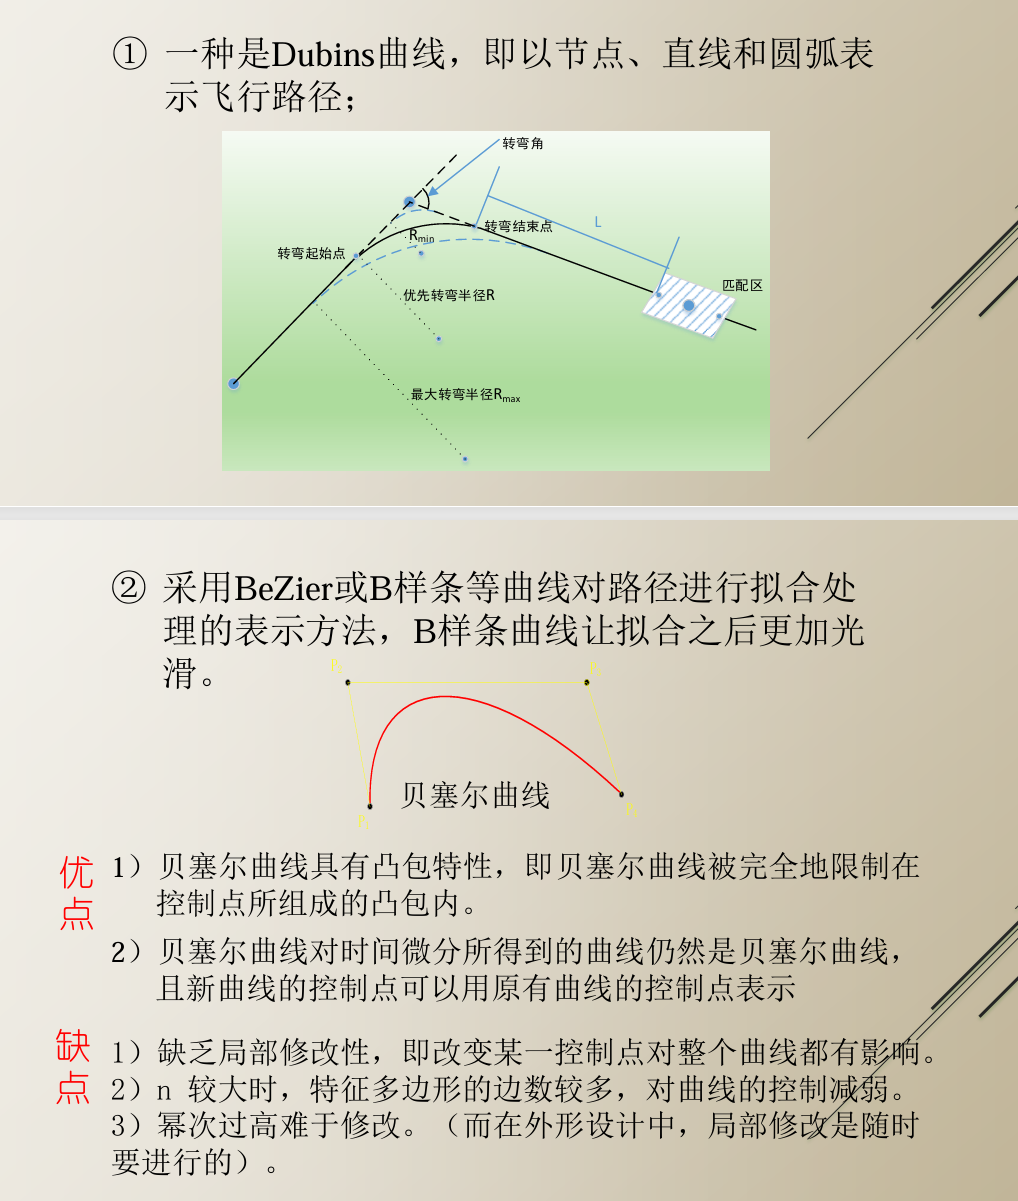 ① 一种是Dubins曲线，即以节点、直线和圆弧表
示飞行路径；
转弯角
L
转弯结束点
Rmin
转弯起始点
匹配区
优先转弯半径R
最大转弯半径Rmax
② 采用BeZier或B样条等曲线对路径进行拟合处
理的表示方法，B样条曲线让拟合之后更加光
滑。
贝塞尔曲线
优点
1）贝塞尔曲线具有凸包特性，即贝塞尔曲线被完全地限制在
控制点所组成的凸包内。
2）贝塞尔曲线对时间微分所得到的曲线仍然是贝塞尔曲线，
且新曲线的控制点可以用原有曲线的控制点表示
缺点
1）缺乏局部修改性，即改变某一控制点对整个曲线都有影响。
2）n 较大时，特征多边形的边数较多，对曲线的控制减弱。
3）幂次过高难于修改。（而在外形设计中，局部修改是随时
要进行的）。